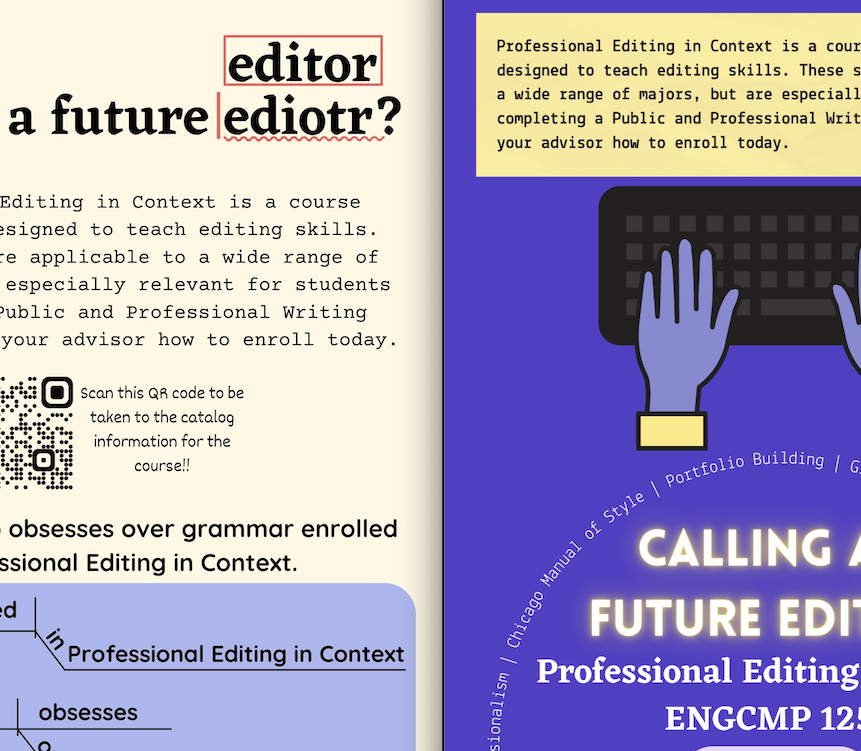 editor
a future ediotr?
Editing in Context is a course
designed to teach editing skills.
applicable to a wide range of
especially relevant for students
Public and Professional Writing
your advisor how to enroll today.
Scan this QR code to be
taken to the catalog
information for the
course!!
obsesses over grammar enrolled
Professional Editing in Context.
in
Professional Editing in Context
obsesses
Professional Editing in Context is a cour
designed to teach editing skills. These s
a wide range of majors, but are especiall
completing a Public and Professional Writ
your advisor how to enroll today.
sionalism | Chicago Manual of Style | Portfolio Building | G
CALLING A
FUTURE EDIT
Professional Editing
ENGCMP 125